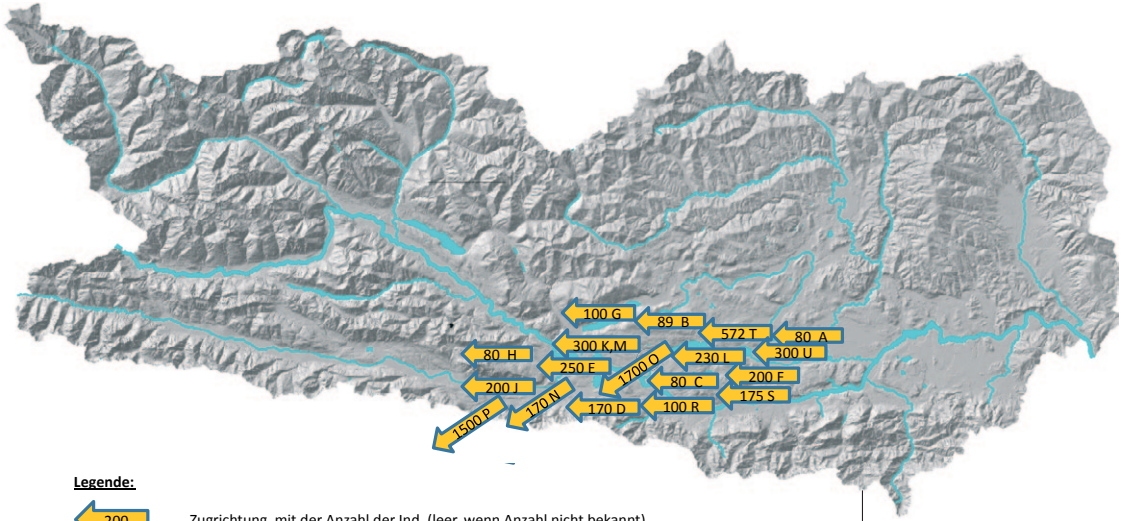 100 G
89 B
572 T
80 A
300 K,M
80 H
1700 O
230 L
300 U
250 E
200 J
80 C
200 F
175 S
1500 P
170 N
170 D
100 R
Legende:
200 Zugrichtung, mit der Anzahl der Ind. (leer, wenn Anzahl nicht bekannt)